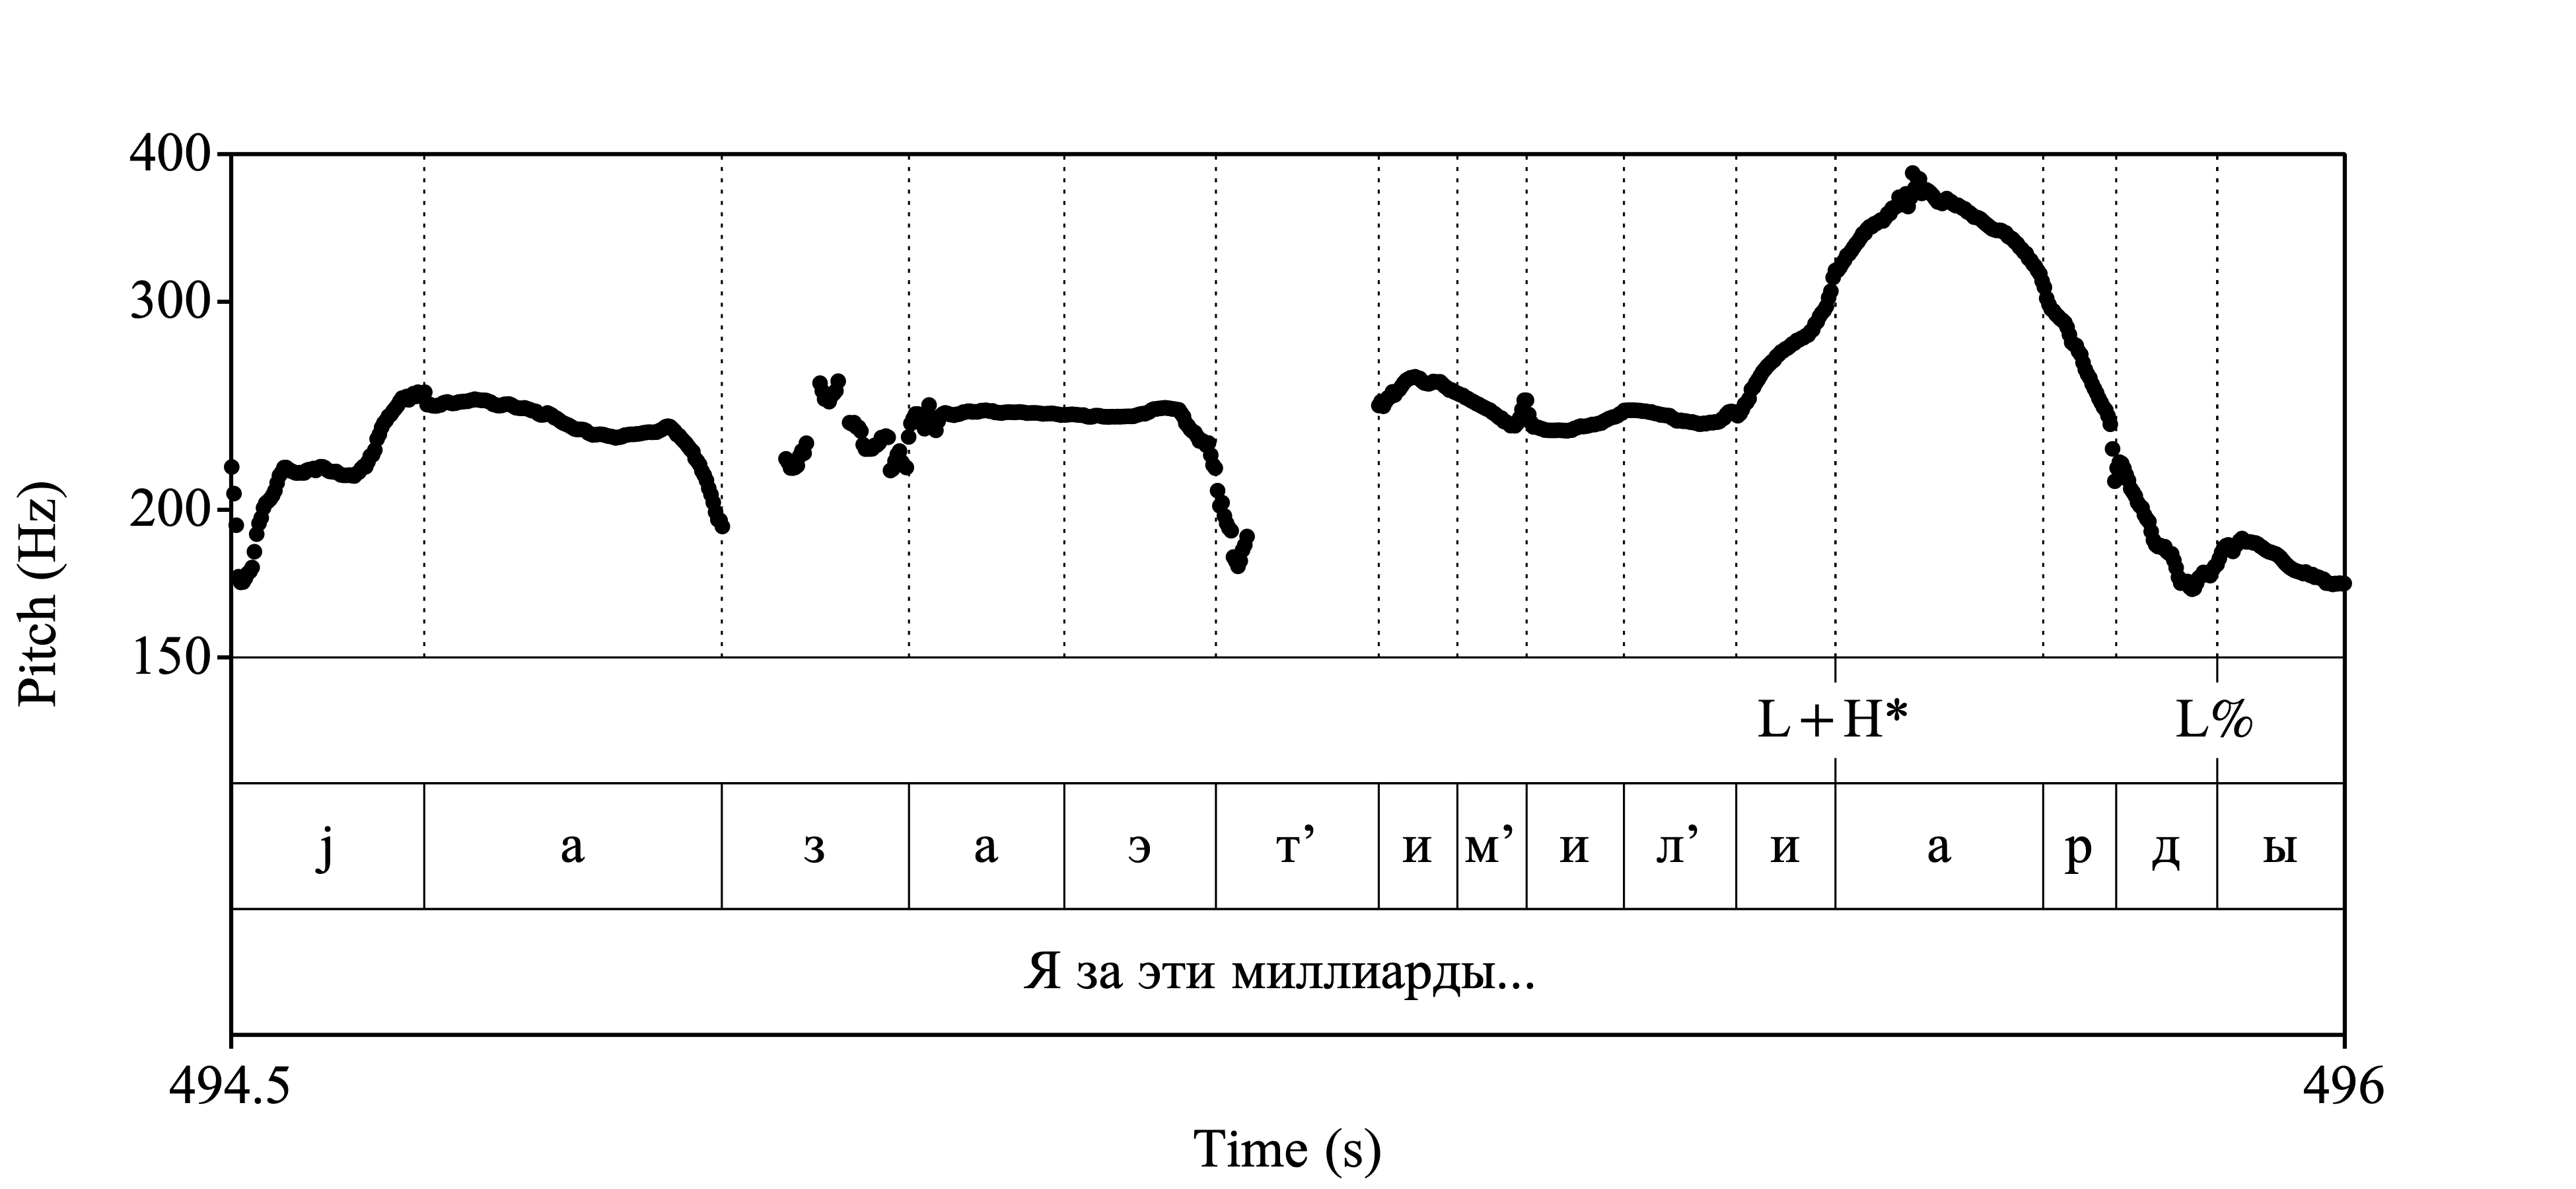 400
300
200
150
Pitch (Hz)
L+H* L%
j а з а э т’ и м’ и л’ и а р д ы
Я за эти миллиарды...
494.5 496
Time (s)